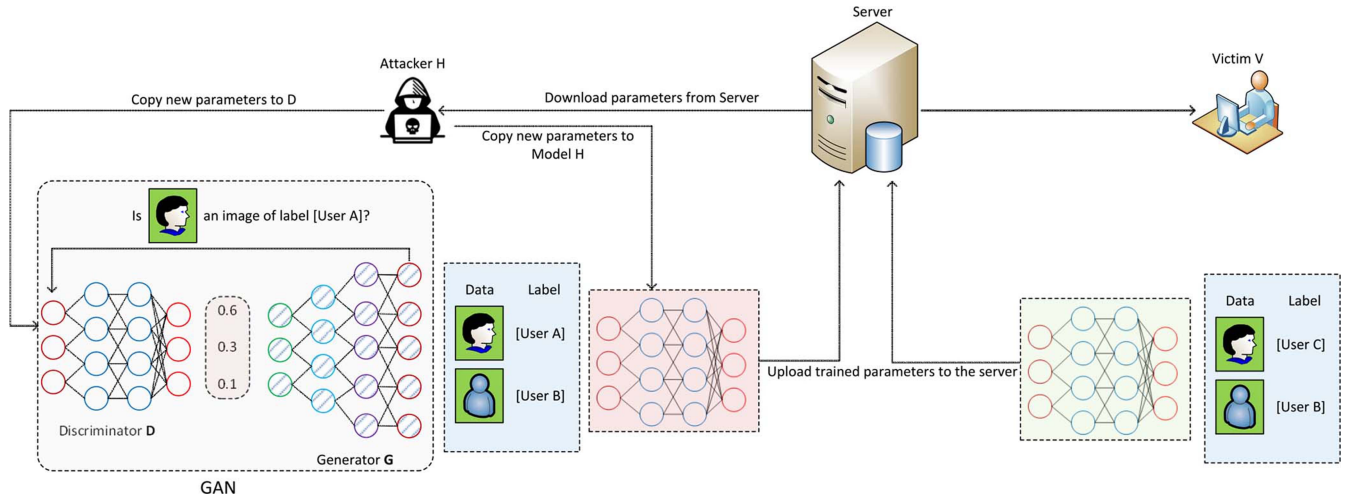 Server
Attacker H
Victim V
Copy new parameters to D
Download parameters from Server
Copy new parameters to
Model H
Is
an image of label [User A]?
Data
Label
[User A]
[User B]
0.6
0.3
0.1
Discriminator D
Generator G
GAN
Upload trained parameters to the server
Data
Label
[User C]
[User B]